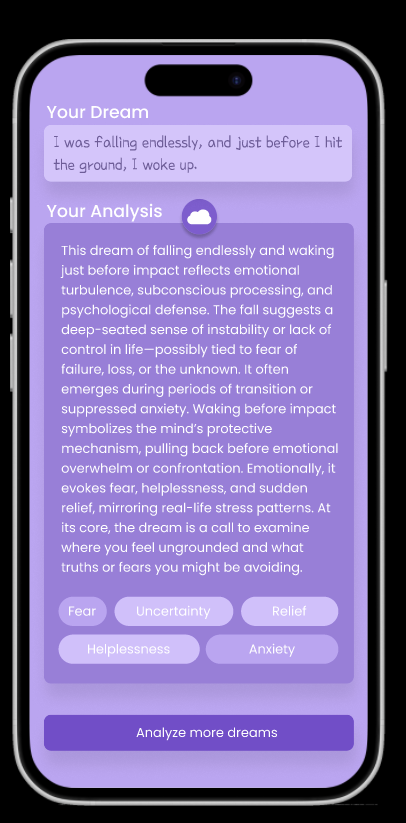 Your Dream
I was falling endlessly, and just before I hit
the ground, I woke up.
Your Analysis
This dream of falling endlessly and waking
just before impact reflects emotional
turbulence, subconscious processing, and
psychological defense. The fall suggests a
deep-seated sense of instability or lack of
control in life—possibly tied to fear of
failure, loss, or the unknown. It often
emerges during periods of transition or
suppressed anxiety. Waking before impact
symbolizes the mind's protective
mechanism, pulling back before emotional
overwhelm or confrontation. Emotionally, it
evokes fear, helplessness, and sudden
relief, mirroring real-life stress patterns. At
its core, the dream is a call to examine
where you feel ungrounded and what
truths or fears you might be avoiding.
Fear Uncertainty Relief
Helplessness Anxiety
Analyze more dreams